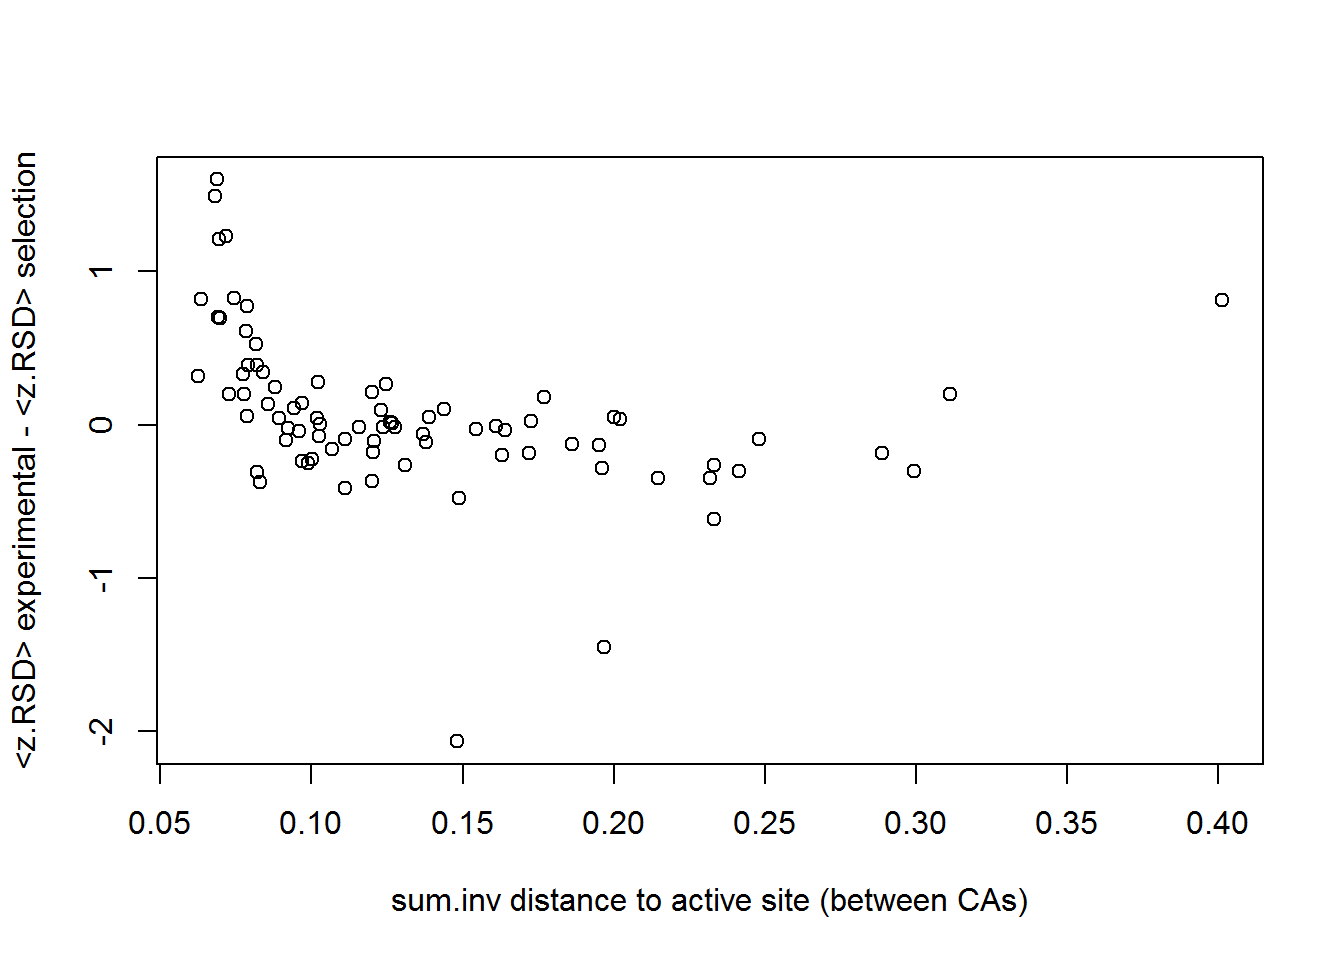 <z.RSD> experimental - <z.RSD> selection
1
0
-1
-2
0.05 0.10 0.15 0.20 0.25 0.30 0.35 0.40
sum.inv distance to active site (between CAs)